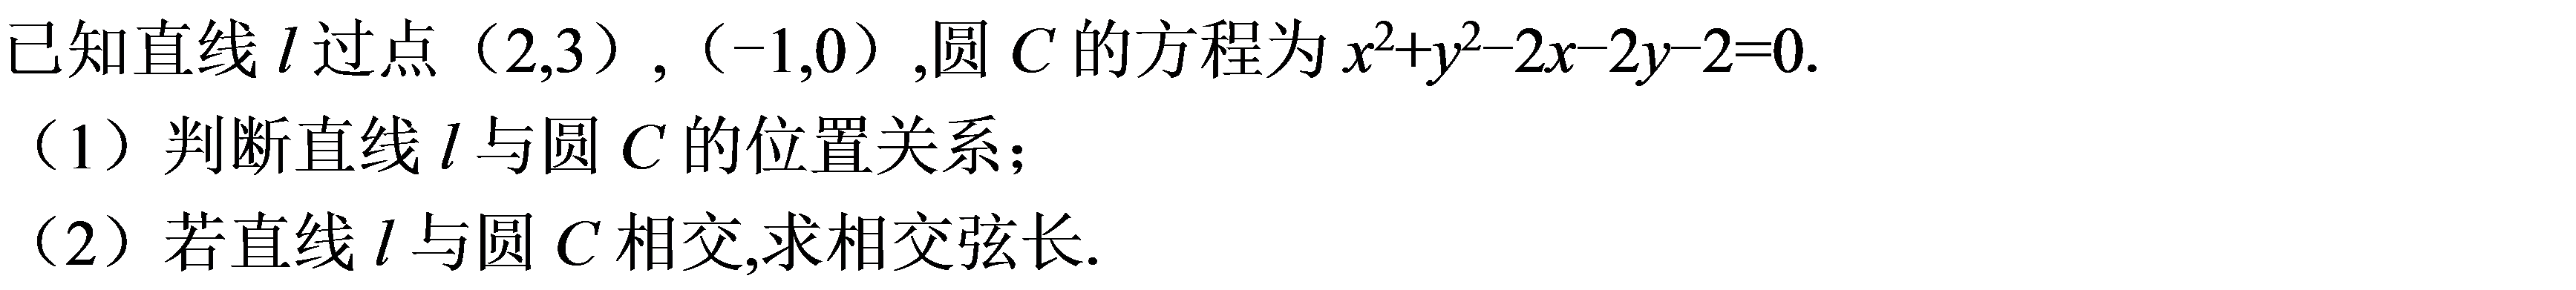 已知直线 l 过点（2,3）,（−1,0）,圆 C 的方程为 x²+y²−2x−2y−2=0.
（1）判断直线 l 与圆 C 的位置关系；
（2）若直线 l 与圆 C 相交,求相交弦长.